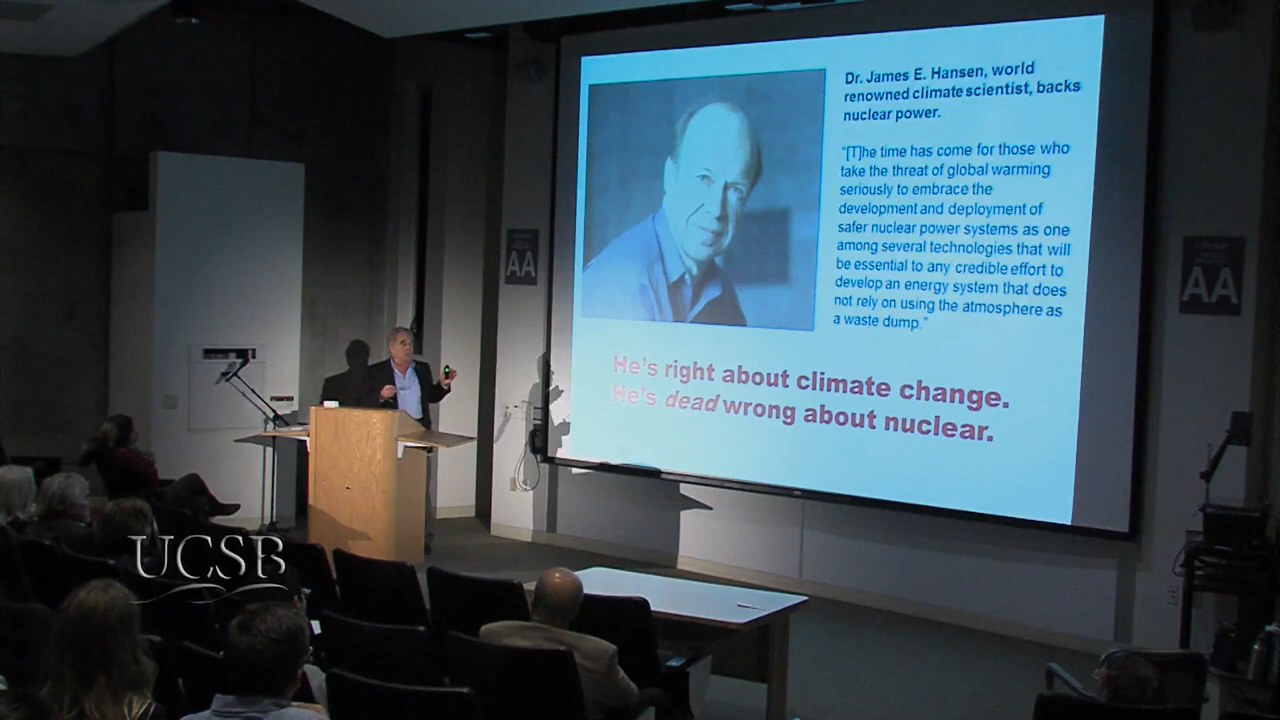 Dr. James E. Hansen, world
renowned climate scientist, backs
nuclear power.
“[T]he time has come for those who
take the threat of global warming
seriously to embrace the
development and deployment of
safer nuclear power systems as one
among several technologies that will
be essential to any credible effort to
develop an energy system that does
not rely on using the atmosphere as
a waste dump.”
He's right about climate change.
He's dead wrong about nuclear.
AA
AA
UCSB